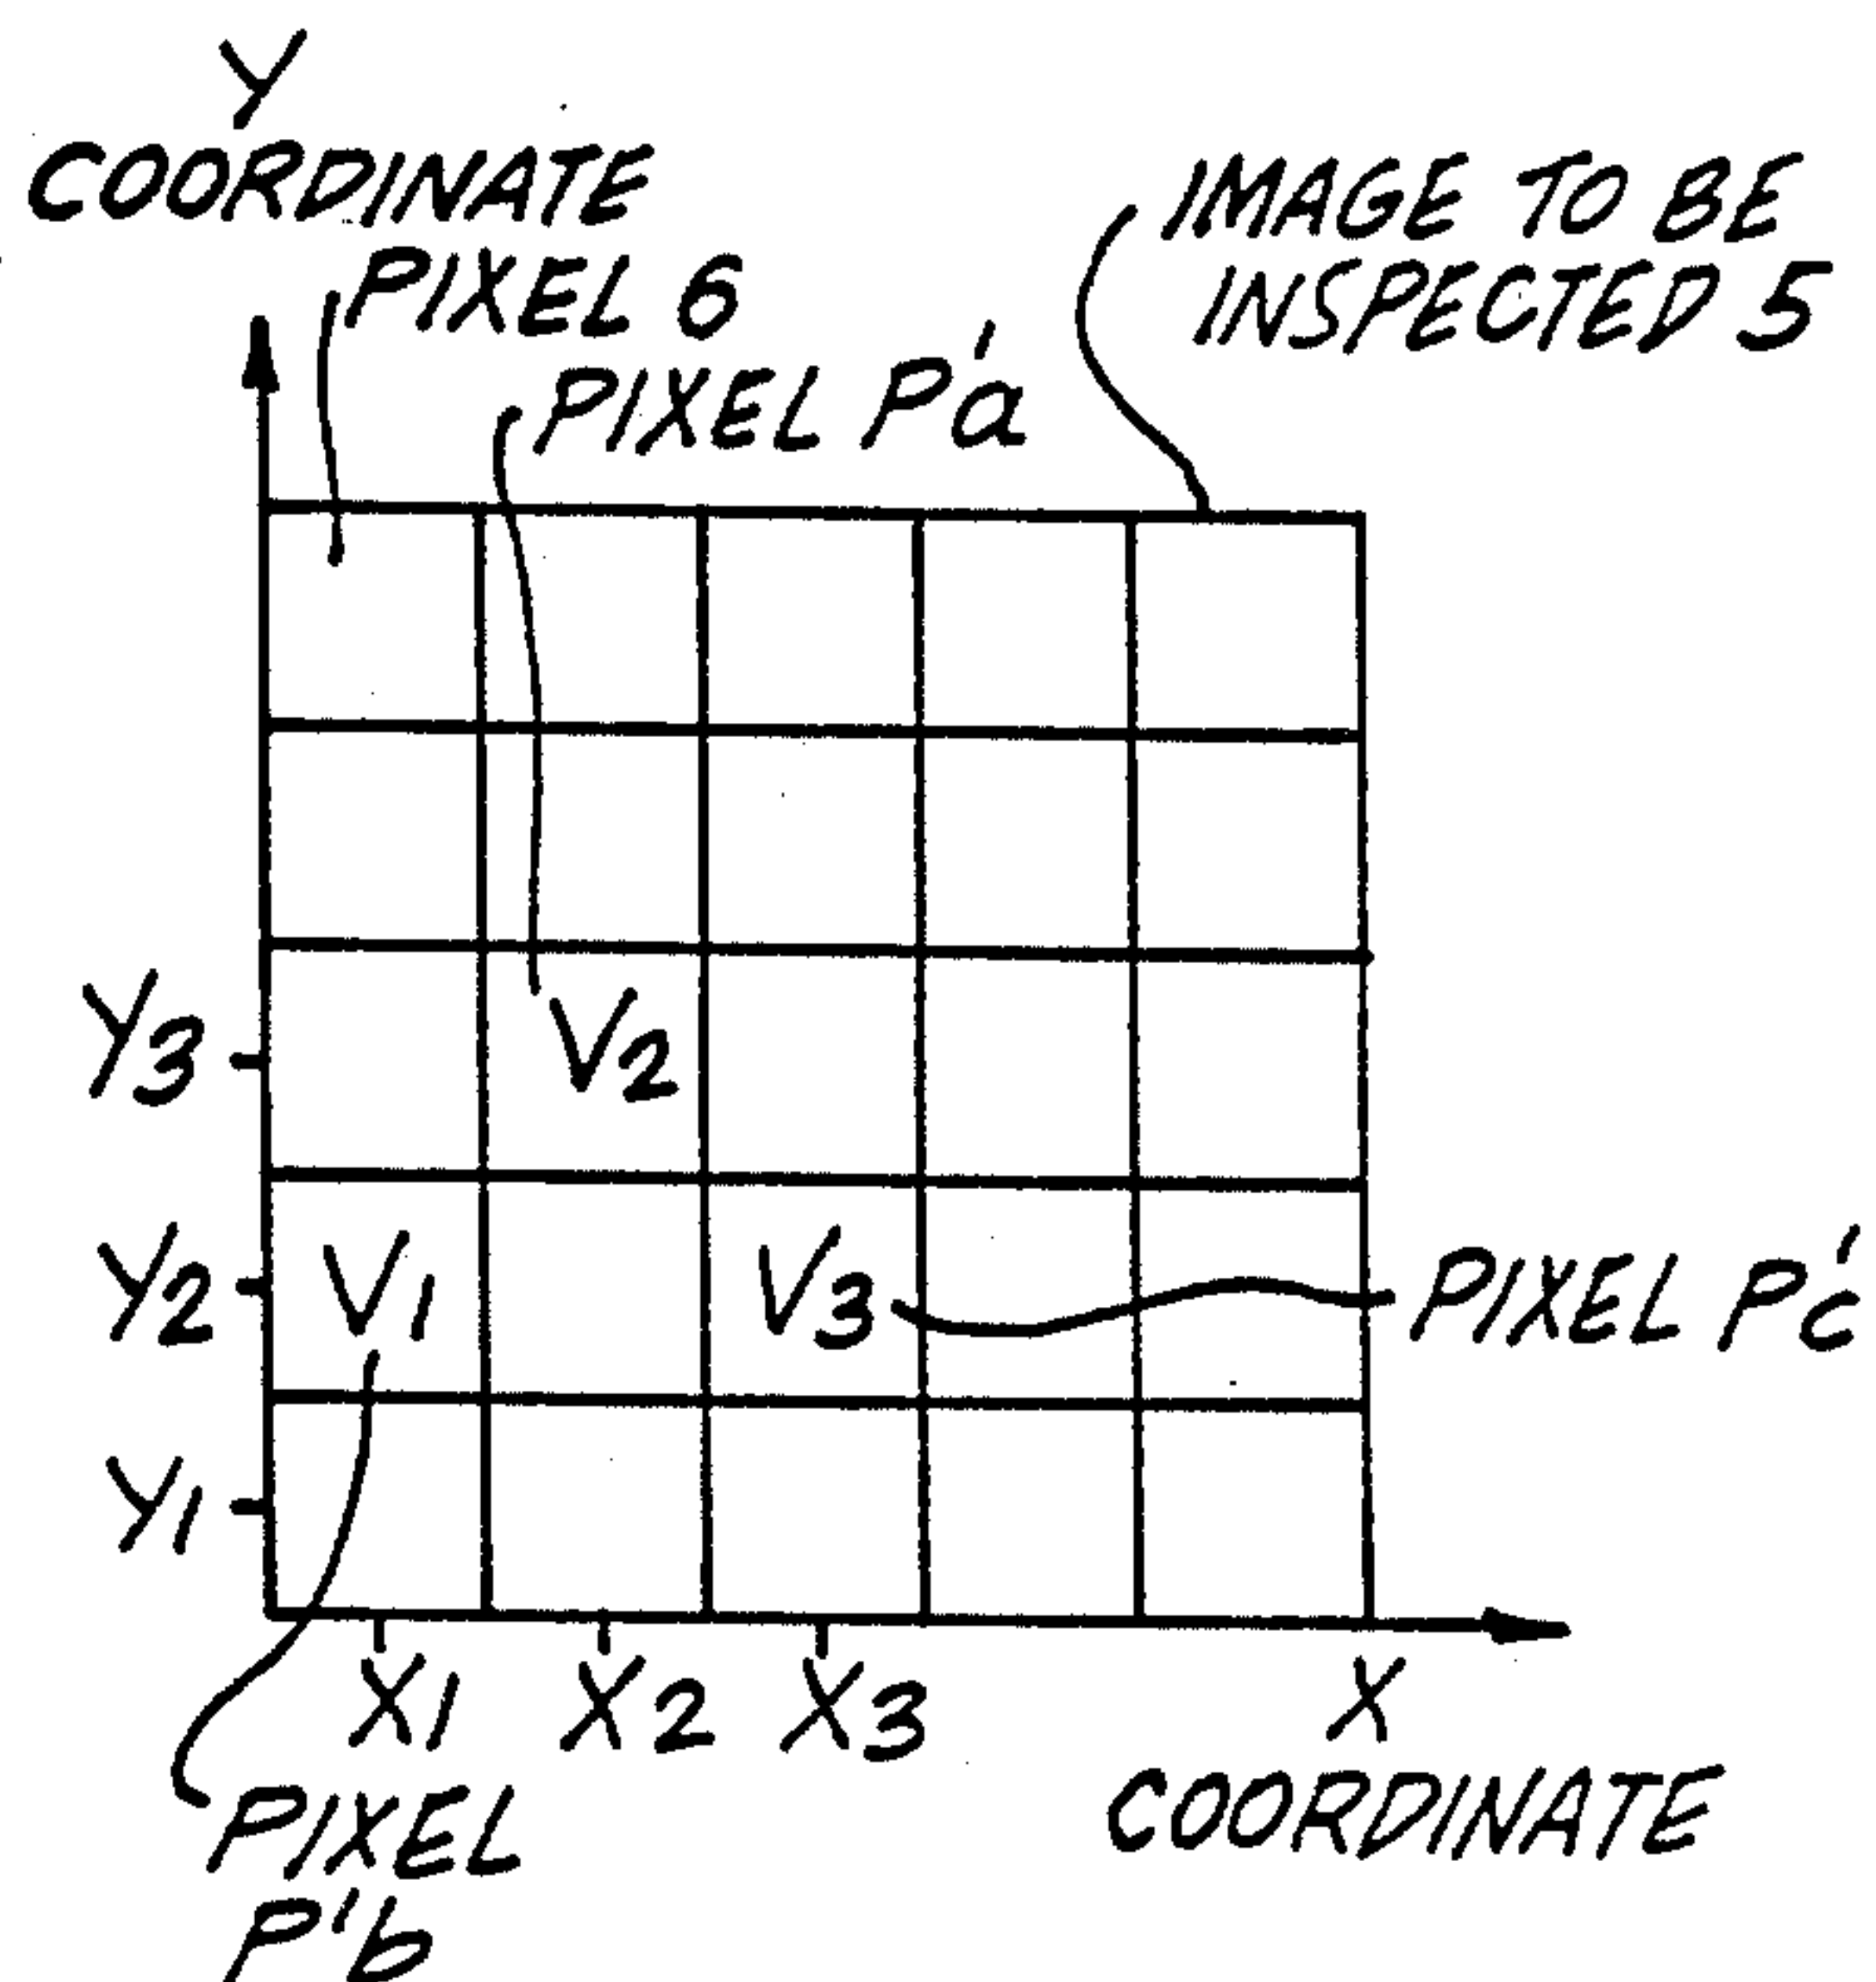 Y
COORDINATE
IMAGE TO BE
INSPECTED 5
PIXEL 6
PIXEL P'a
Y3
V2
Y2
V1
V3
PIXEL P'c
Y1
X1
X2
X3
X
COORDINATE
PIXEL
P'b